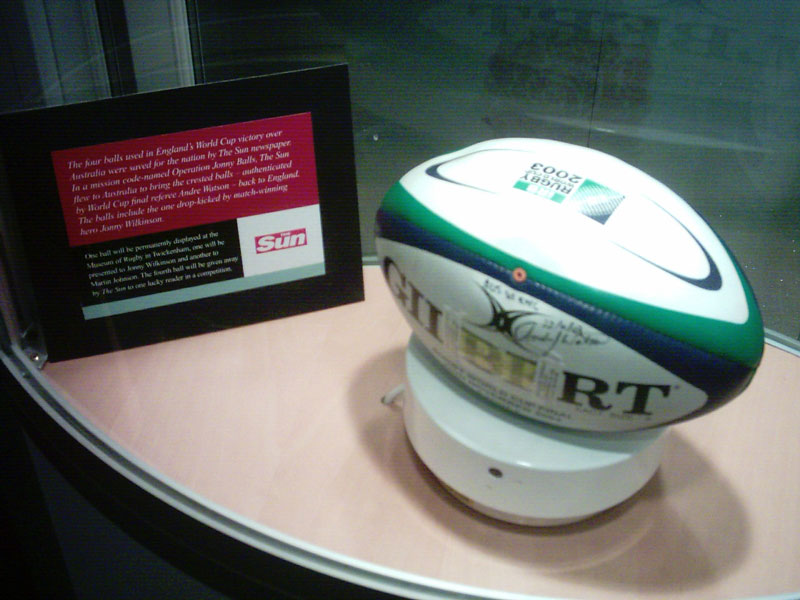 The four balls used in England's World Cup victory over
Australia were saved for the nation by The Sun newspaper.
In a mission code-named Operation Jonny Balls, The Sun
flew to Australia to bring the crested balls – authenticated
by World Cup final referee Andre Watson – back to England.
The balls include the one drop-kicked by match-winning
hero Jonny Wilkinson.
One ball will be permanently displayed at the
Museum of Rugby in Twickenham, one will be
presented to Jonny Wilkinson and another to
Martin Johnson. The fourth ball will be given away
by The Sun to one lucky reader in a competition.
THE
Sun
RUGBY
2003
GILBERT
WORLD CUP FINAL